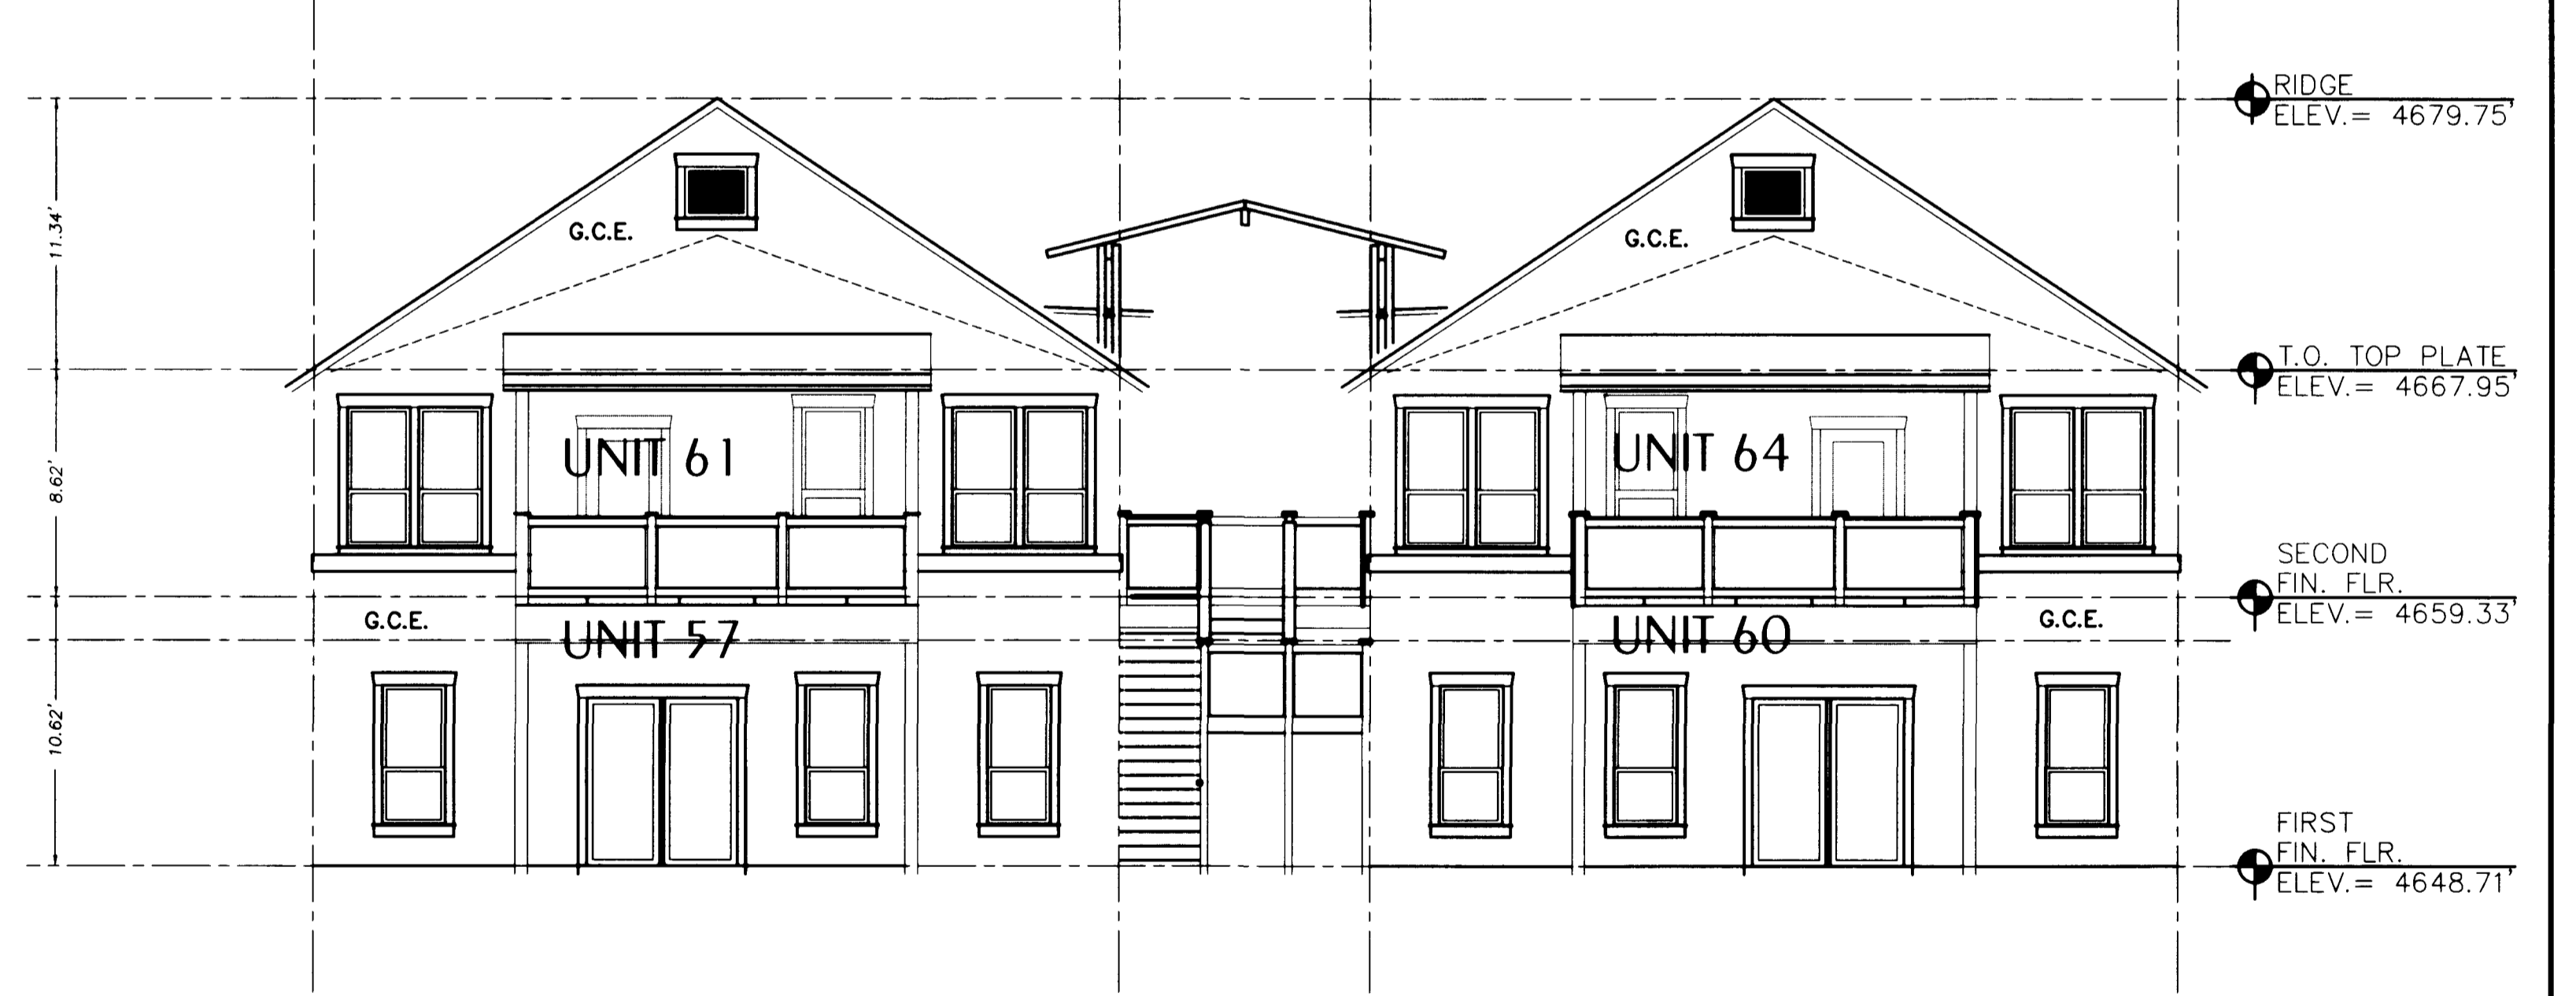 RIDGE
ELEV.= 4679.75'
11.34'
G.C.E.
G.C.E.
T.O. TOP PLATE
ELEV.= 4667.95'
8.62'
UNIT 61
UNIT 64
SECOND
FIN. FLR.
ELEV.= 4659.33'
G.C.E.
G.C.E.
UNIT 57
UNIT 60
10.62'
FIRST
FIN. FLR.
ELEV.= 4648.71'